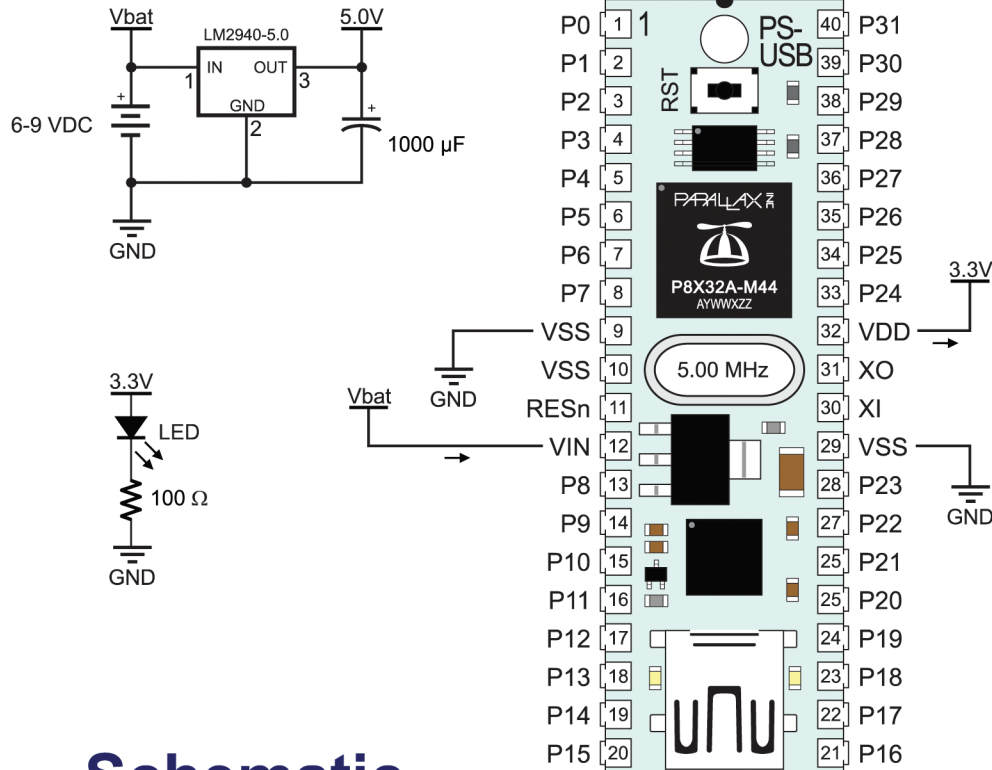 Vbat
5.0V
LM2940-5.0
IN OUT
1
3
GND
2
+
+
6-9 VDC
1000 µF
GND
3.3V
LED
100 Ω
GND
Vbat
GND
3.3V
GND
1
PS-
USB
RST
PARALLAX INC
P8X32A-M44
AYWWXZZ
5.00 MHz
P0 1 40 P31
P1 2 39 P30
P2 3 38 P29
P3 4 37 P28
P4 5 36 P27
P5 6 35 P26
P6 7 34 P25
P7 8 33 P24
VSS 9 32 VDD
VSS 10 31 XO
RESn 11 30 XI
VIN 12 29 VSS
P8 13 28 P23
P9 14 27 P22
P10 15 25 P21
P11 16 25 P20
P12 17 24 P19
P13 18 23 P18
P14 19 22 P17
P15 20 21 P16
Schematic